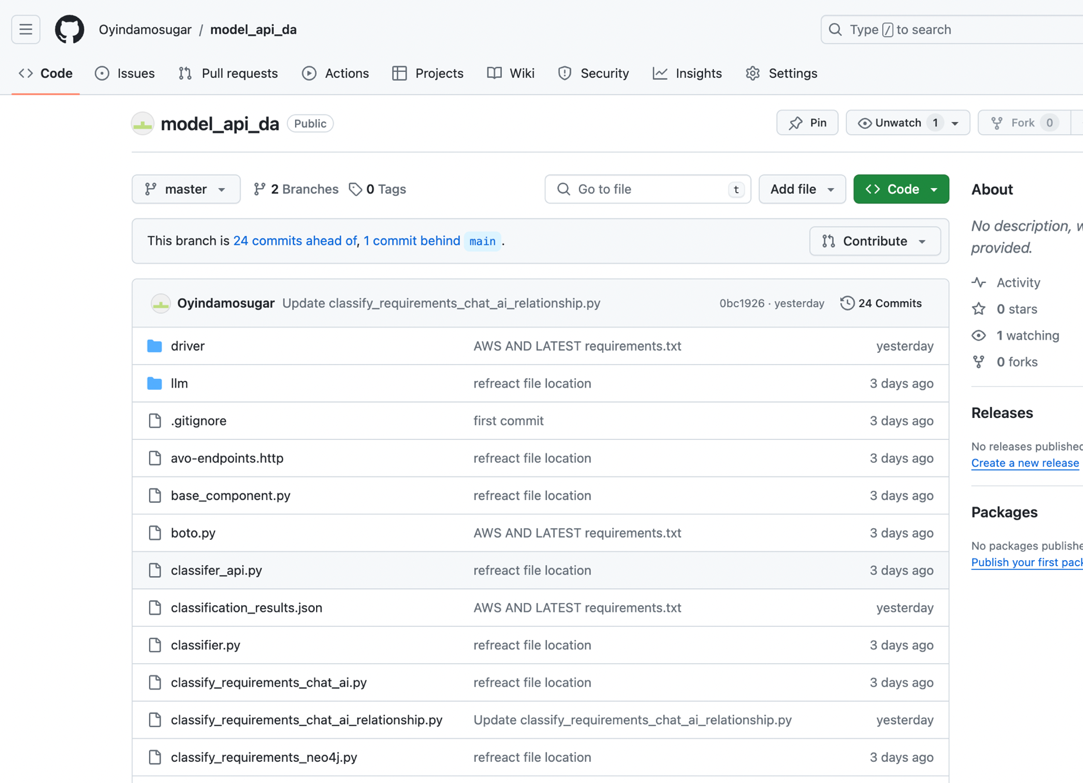 Oyindamosugar / model_api_da
Type / to search
Code Issues Pull requests Actions Projects Wiki Security Insights Settings
model_api_da Public
Pin Unwatch 1 Fork 0
master 2 Branches 0 Tags Go to file t Add file Code
This branch is 24 commits ahead of, 1 commit behind main .
Contribute
Oyindamosugar Update classify_requirements_chat_ai_relationship.py 0bc1926 · yesterday 24 Commits
driver AWS AND LATEST requirements.txt yesterday
llm refreact file location 3 days ago
.gitignore first commit 3 days ago
avo-endpoints.http refreact file location 3 days ago
base_component.py refreact file location 3 days ago
boto.py AWS AND LATEST requirements.txt 3 days ago
classifer_api.py refreact file location 3 days ago
classification_results.json AWS AND LATEST requirements.txt yesterday
classifier.py refreact file location 3 days ago
classify_requirements_chat_ai.py refreact file location 3 days ago
classify_requirements_chat_ai_relationship.py Update classify_requirements_chat_ai_relationship.py yesterday
classify_requirements_neo4j.py refreact file location 3 days ago
About
No description, w
provided.
Activity
0 stars
1 watching
0 forks
Releases
No releases published
Create a new release
Packages
No packages publishe
Publish your first pack